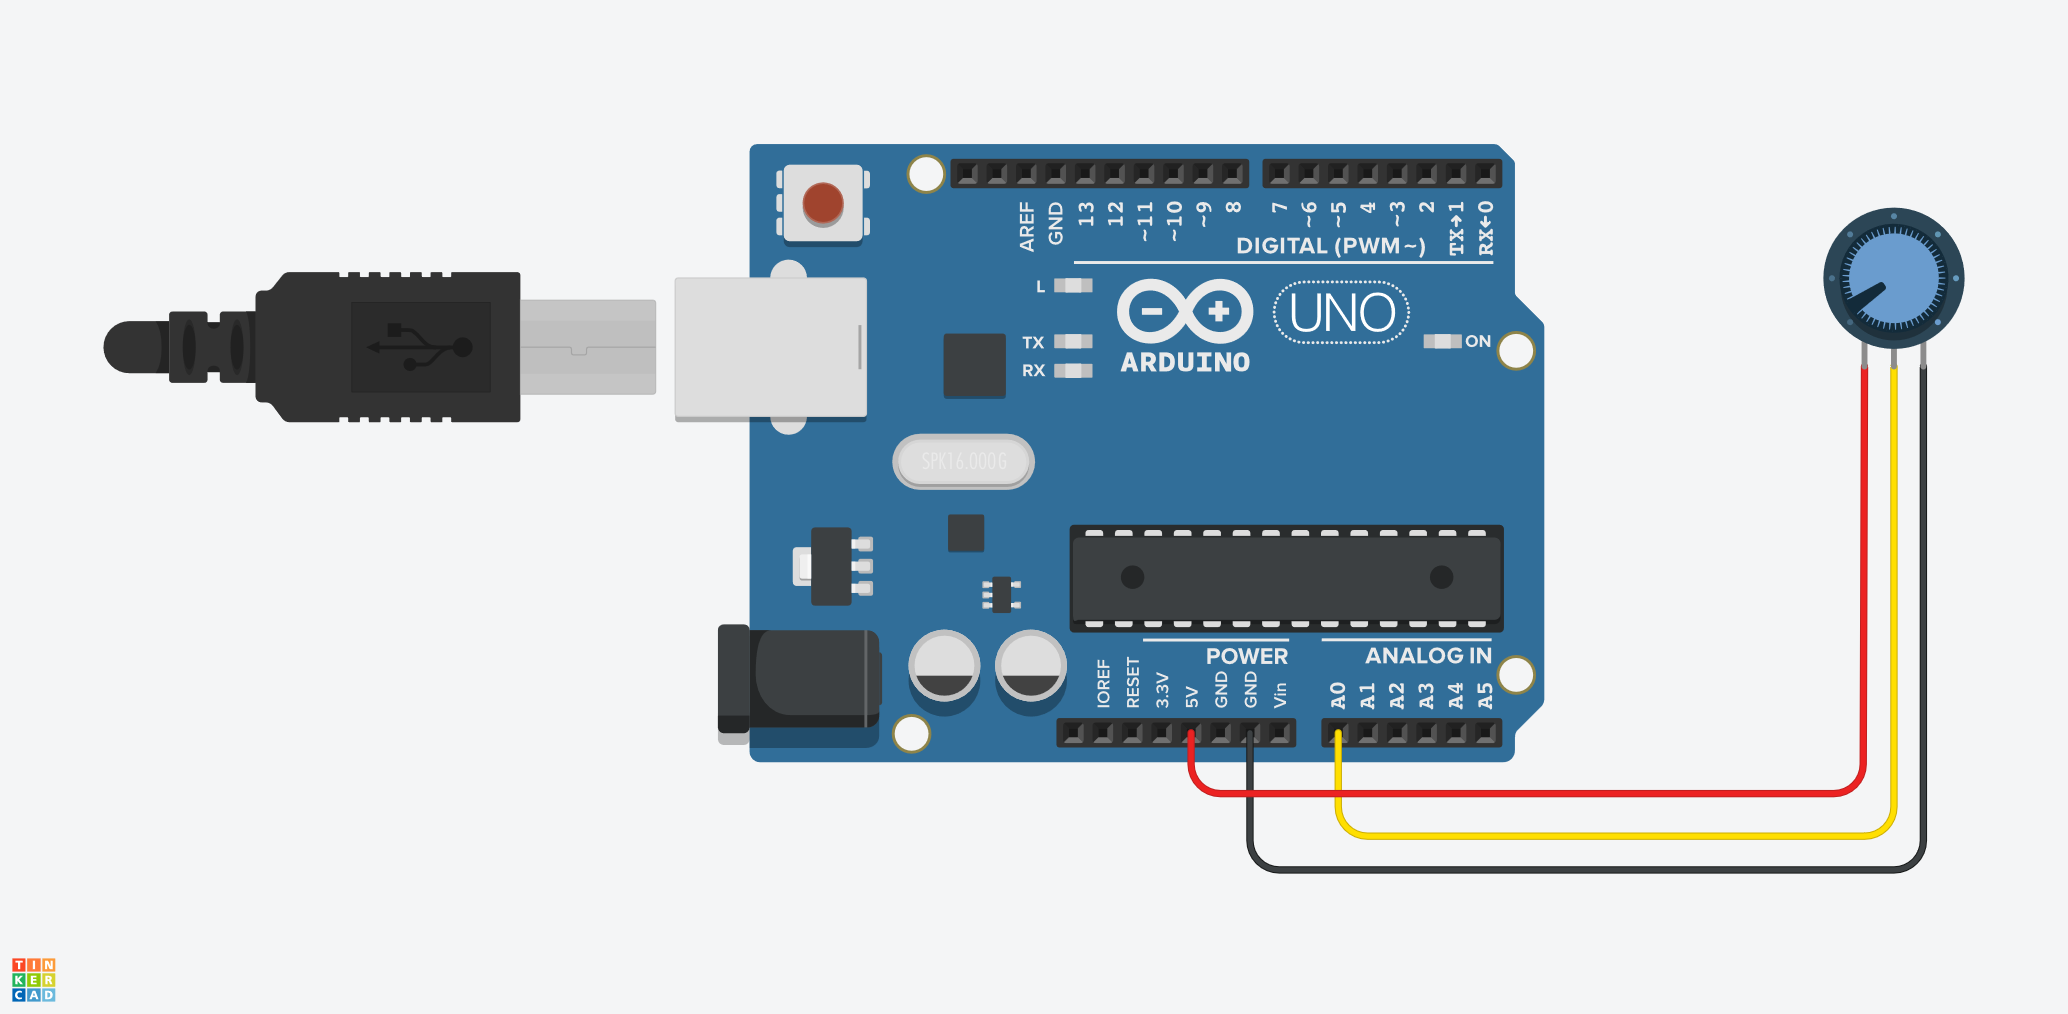 AREF
GND
13
12
~11
~10
~9
8
7
~6
~5
4
~3
2
TX→1
RX←0
DIGITAL (PWM~)
L
TX
RX
UNO
ON
ARDUINO
SPK16.000G
POWER
ANALOG IN
IOREF
RESET
3.3V
5V
GND
GND
Vin
A0
A1
A2
A3
A4
A5
TIN
KER
CAD